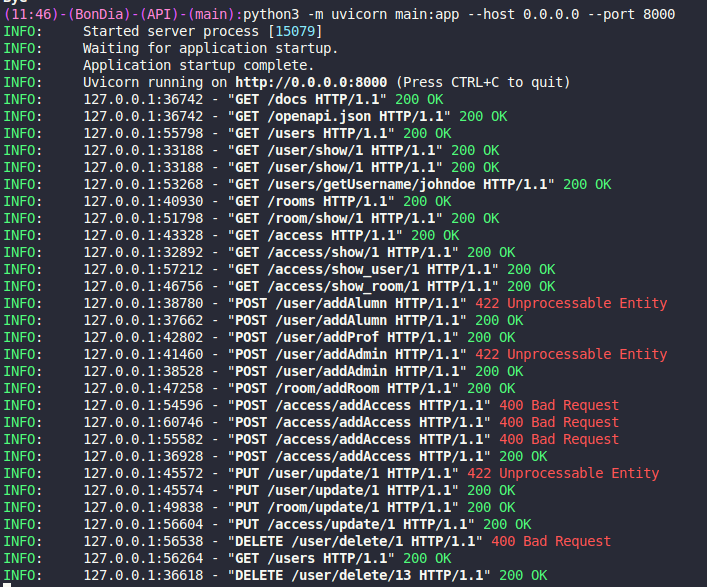 Bye
(11:46)-(BonDia)-(API)-(main):python3 -m uvicorn main:app --host 0.0.0.0 --port 8000
INFO:     Started server process [15079]
INFO:     Waiting for application startup.
INFO:     Application startup complete.
INFO:     Uvicorn running on http://0.0.0.0:8000 (Press CTRL+C to quit)
INFO:     127.0.0.1:36742 - "GET /docs HTTP/1.1" 200 OK
INFO:     127.0.0.1:36742 - "GET /openapi.json HTTP/1.1" 200 OK
INFO:     127.0.0.1:55798 - "GET /users HTTP/1.1" 200 OK
INFO:     127.0.0.1:33188 - "GET /user/show/1 HTTP/1.1" 200 OK
INFO:     127.0.0.1:33188 - "GET /user/show/1 HTTP/1.1" 200 OK
INFO:     127.0.0.1:53268 - "GET /users/getUsername/johndoe HTTP/1.1" 200 OK
INFO:     127.0.0.1:40930 - "GET /rooms HTTP/1.1" 200 OK
INFO:     127.0.0.1:51798 - "GET /room/show/1 HTTP/1.1" 200 OK
INFO:     127.0.0.1:43328 - "GET /access HTTP/1.1" 200 OK
INFO:     127.0.0.1:32892 - "GET /access/show/1 HTTP/1.1" 200 OK
INFO:     127.0.0.1:57212 - "GET /access/show_user/1 HTTP/1.1" 200 OK
INFO:     127.0.0.1:46756 - "GET /access/show_room/1 HTTP/1.1" 200 OK
INFO:     127.0.0.1:38780 - "POST /user/addAlumn HTTP/1.1" 422 Unprocessable Entity
INFO:     127.0.0.1:37662 - "POST /user/addAlumn HTTP/1.1" 200 OK
INFO:     127.0.0.1:42802 - "POST /user/addProf HTTP/1.1" 200 OK
INFO:     127.0.0.1:41460 - "POST /user/addAdmin HTTP/1.1" 422 Unprocessable Entity
INFO:     127.0.0.1:38528 - "POST /user/addAdmin HTTP/1.1" 200 OK
INFO:     127.0.0.1:47258 - "POST /room/addRoom HTTP/1.1" 200 OK
INFO:     127.0.0.1:54596 - "POST /access/addAccess HTTP/1.1" 400 Bad Request
INFO:     127.0.0.1:60746 - "POST /access/addAccess HTTP/1.1" 400 Bad Request
INFO:     127.0.0.1:55582 - "POST /access/addAccess HTTP/1.1" 400 Bad Request
INFO:     127.0.0.1:36928 - "POST /access/addAccess HTTP/1.1" 200 OK
INFO:     127.0.0.1:45572 - "PUT /user/update/1 HTTP/1.1" 422 Unprocessable Entity
INFO:     127.0.0.1:45574 - "PUT /user/update/1 HTTP/1.1" 200 OK
INFO:     127.0.0.1:49838 - "PUT /room/update/1 HTTP/1.1" 200 OK
INFO:     127.0.0.1:56604 - "PUT /access/update/1 HTTP/1.1" 200 OK
INFO:     127.0.0.1:56538 - "DELETE /user/delete/1 HTTP/1.1" 400 Bad Request
INFO:     127.0.0.1:56264 - "GET /users HTTP/1.1" 200 OK
INFO:     127.0.0.1:36618 - "DELETE /user/delete/13 HTTP/1.1" 200 OK